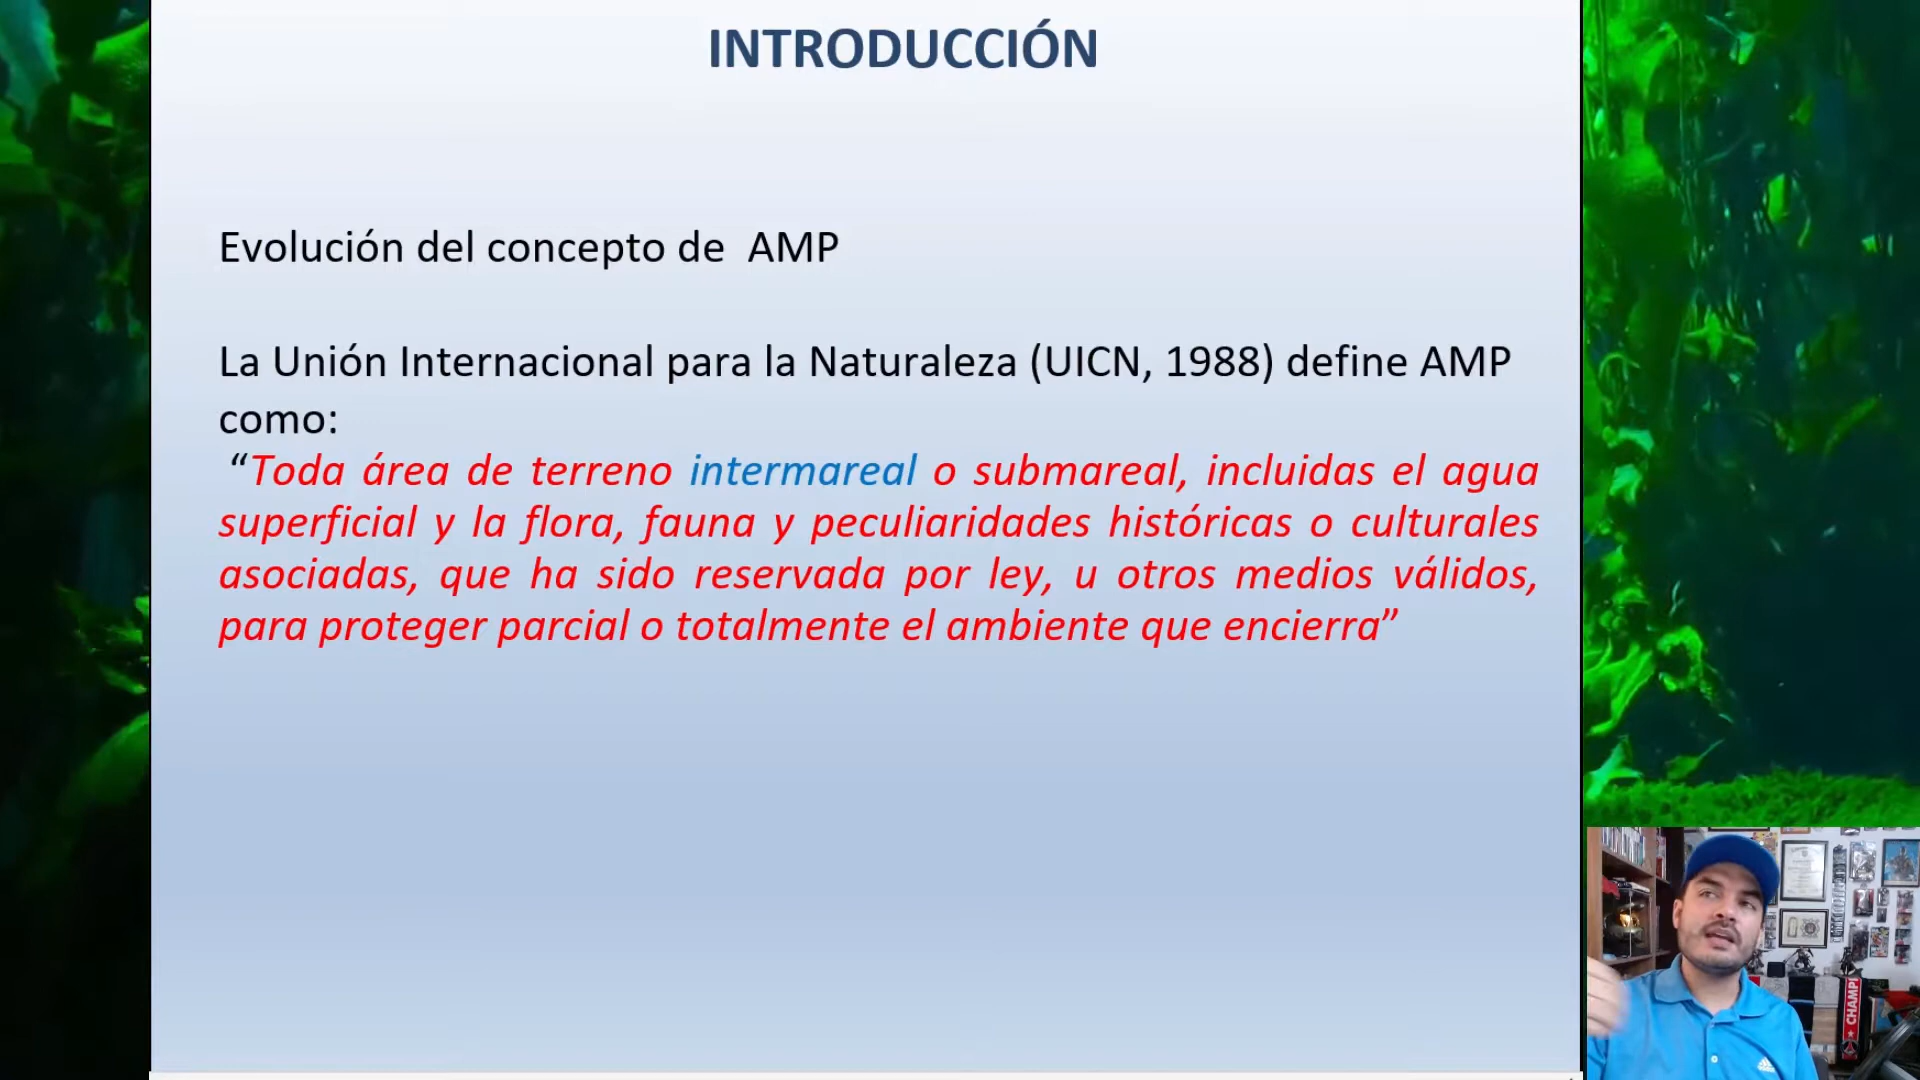 INTRODUCCIÓN
Evolución del concepto de AMP
La Unión Internacional para la Naturaleza (UICN, 1988) define AMP
como:
“Toda área de terreno intermareal o submareal, incluidas el agua
superficial y la flora, fauna y peculiaridades históricas o culturales
asociadas, que ha sido reservada por ley, u otros medios válidos,
para proteger parcial o totalmente el ambiente que encierra”
CHAMPI